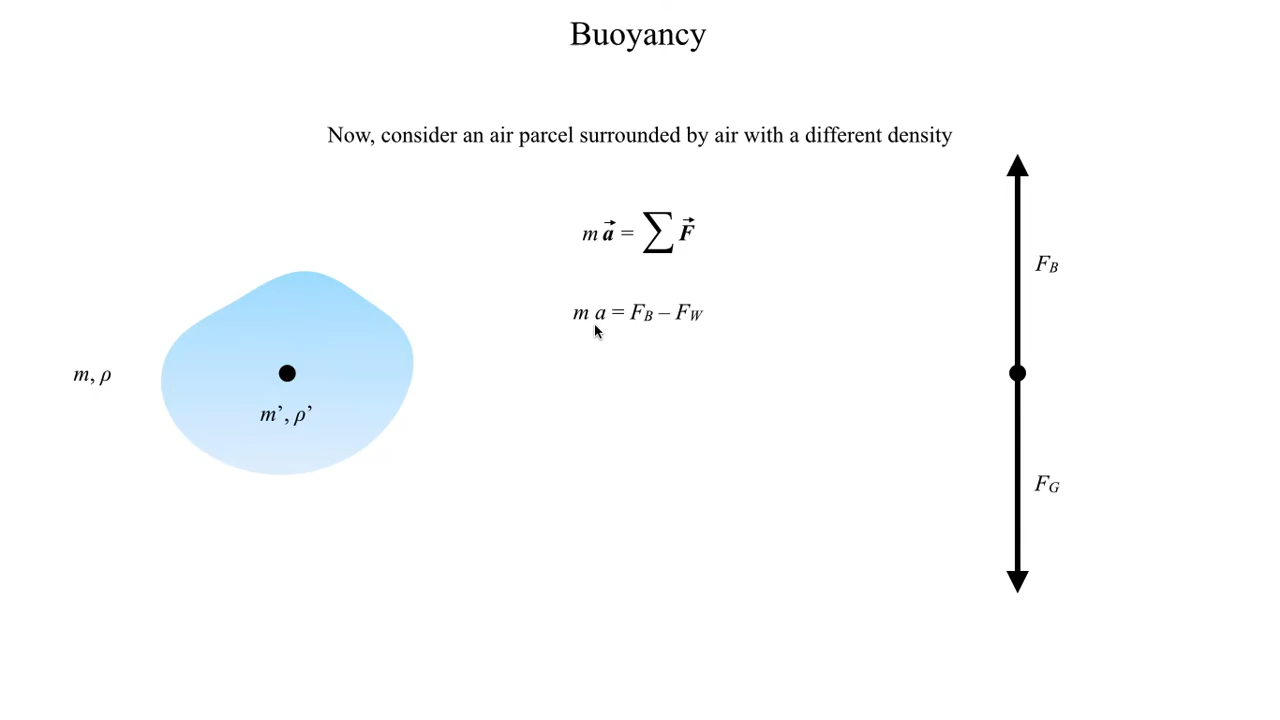 Buoyancy
Now, consider an air parcel surrounded by air with a different density
m a⃗ = ∑ F⃗
F_B
m a = F_B – F_W
m, ρ
m’, ρ’
F_G